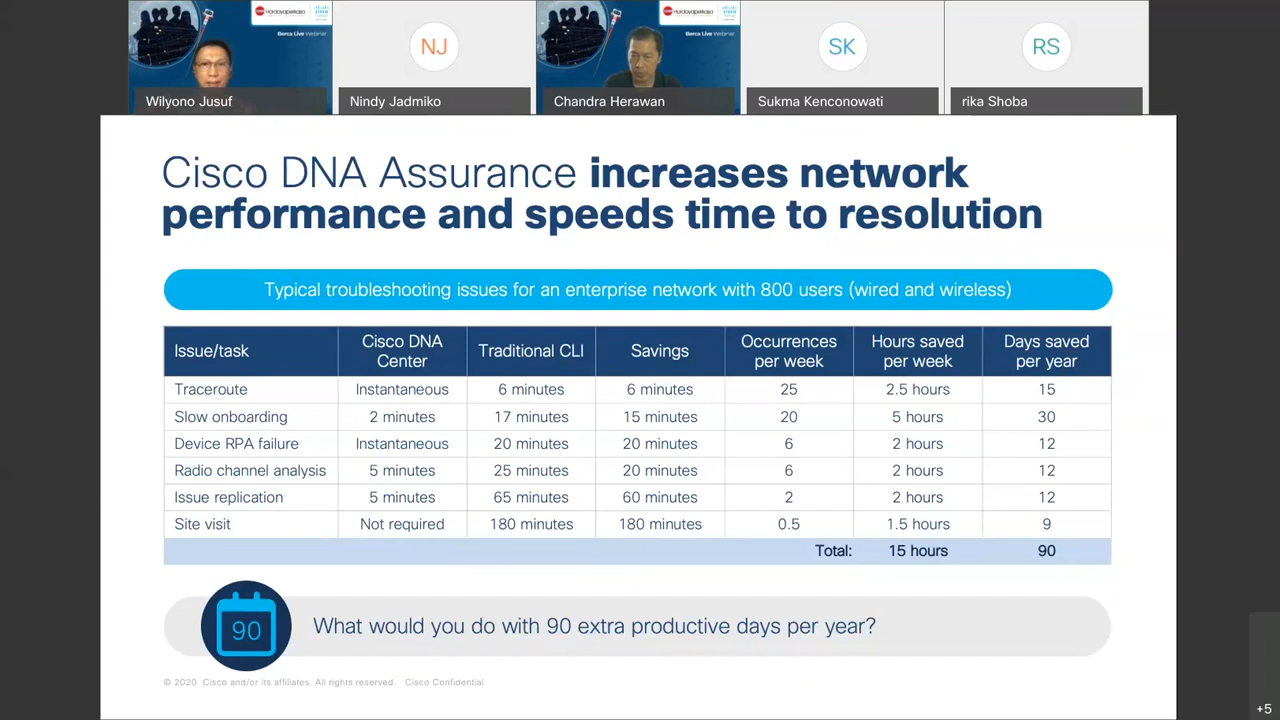 Hardayaperkasa
Berca Live Webinar
Hardayaperkasa
Berca Live Webinar
NJ
SK
RS
Wilyono Jusuf
Nindy Jadmiko
Chandra Herawan
Sukma Kenconowati
rika Shoba
Cisco DNA Assurance increases network
performance and speeds time to resolution
Typical troubleshooting issues for an enterprise network with 800 users (wired and wireless)
Issue/task Cisco DNA Center Traditional CLI Savings Occurrences per week Hours saved per week Days saved per year
Traceroute Instantaneous 6 minutes 6 minutes 25 2.5 hours 15
Slow onboarding 2 minutes 17 minutes 15 minutes 20 5 hours 30
Device RPA failure Instantaneous 20 minutes 20 minutes 6 2 hours 12
Radio channel analysis 5 minutes 25 minutes 20 minutes 6 2 hours 12
Issue replication 5 minutes 65 minutes 60 minutes 2 2 hours 12
Site visit Not required 180 minutes 180 minutes 0.5 1.5 hours 9
Total: 15 hours 90
90 What would you do with 90 extra productive days per year?
© 2020 Cisco and/or its affiliates. All rights reserved. Cisco Confidential
+5